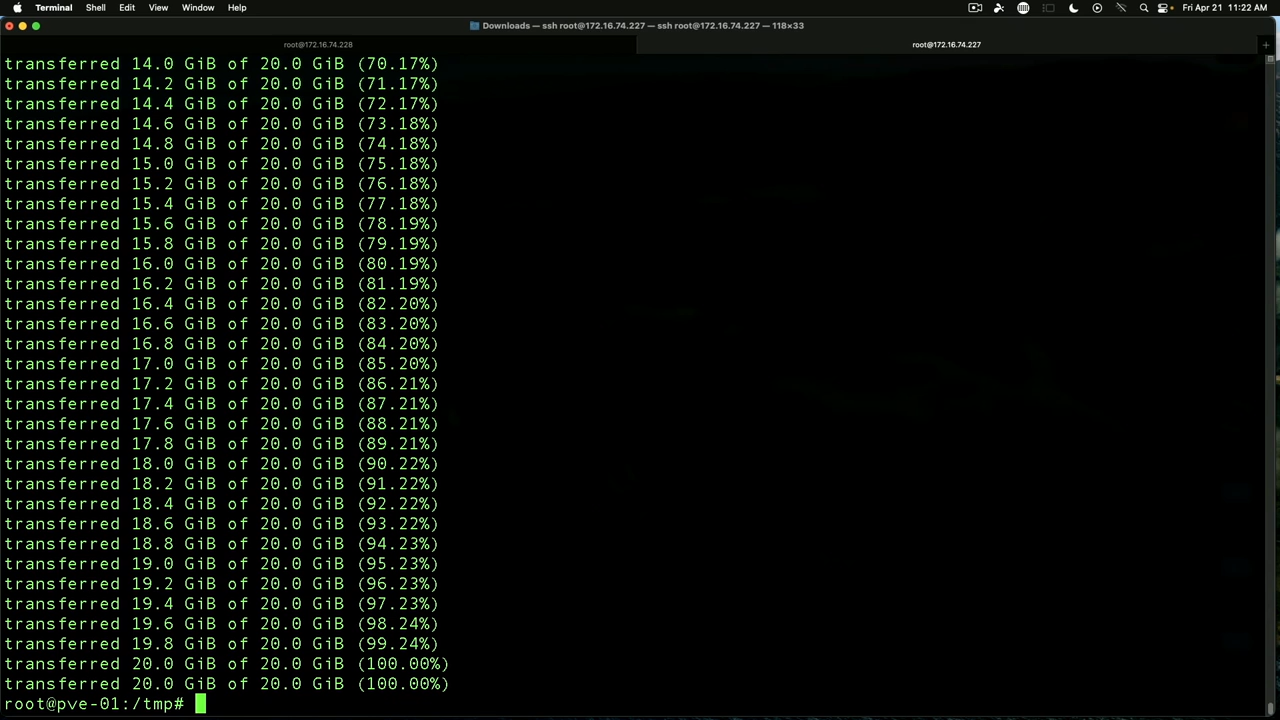 Terminal Shell Edit View Window Help Fri Apr 21 11:22 AM
Downloads — ssh root@172.16.74.227 — ssh root@172.16.74.227 — 118×33
root@172.16.74.228 root@172.16.74.227 +
transferred 14.0 GiB of 20.0 GiB (70.17%)
transferred 14.2 GiB of 20.0 GiB (71.17%)
transferred 14.4 GiB of 20.0 GiB (72.17%)
transferred 14.6 GiB of 20.0 GiB (73.18%)
transferred 14.8 GiB of 20.0 GiB (74.18%)
transferred 15.0 GiB of 20.0 GiB (75.18%)
transferred 15.2 GiB of 20.0 GiB (76.18%)
transferred 15.4 GiB of 20.0 GiB (77.18%)
transferred 15.6 GiB of 20.0 GiB (78.19%)
transferred 15.8 GiB of 20.0 GiB (79.19%)
transferred 16.0 GiB of 20.0 GiB (80.19%)
transferred 16.2 GiB of 20.0 GiB (81.19%)
transferred 16.4 GiB of 20.0 GiB (82.20%)
transferred 16.6 GiB of 20.0 GiB (83.20%)
transferred 16.8 GiB of 20.0 GiB (84.20%)
transferred 17.0 GiB of 20.0 GiB (85.20%)
transferred 17.2 GiB of 20.0 GiB (86.21%)
transferred 17.4 GiB of 20.0 GiB (87.21%)
transferred 17.6 GiB of 20.0 GiB (88.21%)
transferred 17.8 GiB of 20.0 GiB (89.21%)
transferred 18.0 GiB of 20.0 GiB (90.22%)
transferred 18.2 GiB of 20.0 GiB (91.22%)
transferred 18.4 GiB of 20.0 GiB (92.22%)
transferred 18.6 GiB of 20.0 GiB (93.22%)
transferred 18.8 GiB of 20.0 GiB (94.23%)
transferred 19.0 GiB of 20.0 GiB (95.23%)
transferred 19.2 GiB of 20.0 GiB (96.23%)
transferred 19.4 GiB of 20.0 GiB (97.23%)
transferred 19.6 GiB of 20.0 GiB (98.24%)
transferred 19.8 GiB of 20.0 GiB (99.24%)
transferred 20.0 GiB of 20.0 GiB (100.00%)
transferred 20.0 GiB of 20.0 GiB (100.00%)
root@pve-01:/tmp#